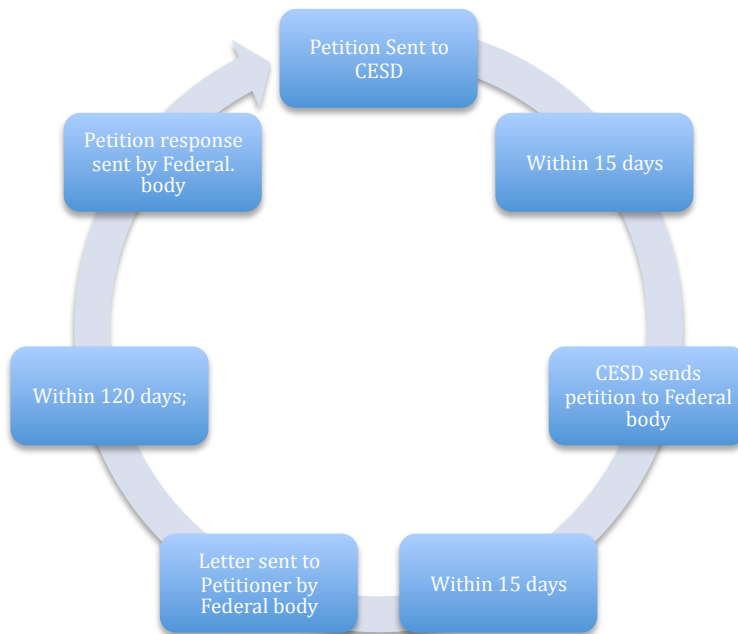 Petition Sent to
CESD
Within 15 days
CESD sends
petition to Federal
body
Within 15 days
Letter sent to
Petitioner by
Federal body
Within 120 days;
Petition response
sent by Federal.
body